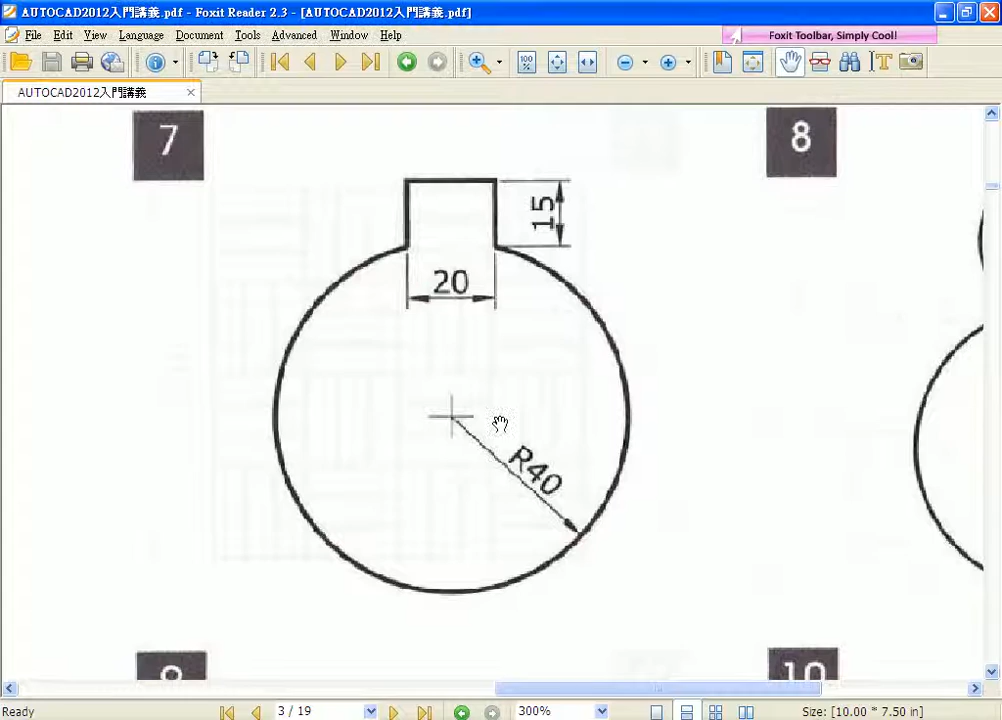 AUTOCAD2012入門講義.pdf - Foxit Reader 2.3 - [AUTOCAD2012入門講義.pdf]
File Edit View Language Document Tools Advanced Window Help
Foxit Toolbar, Simply Cool!
AUTOCAD2012入門講義
7
8
15
20
R40
9
10
Ready
3 / 19
300%
Size: [10.00 * 7.50 in]